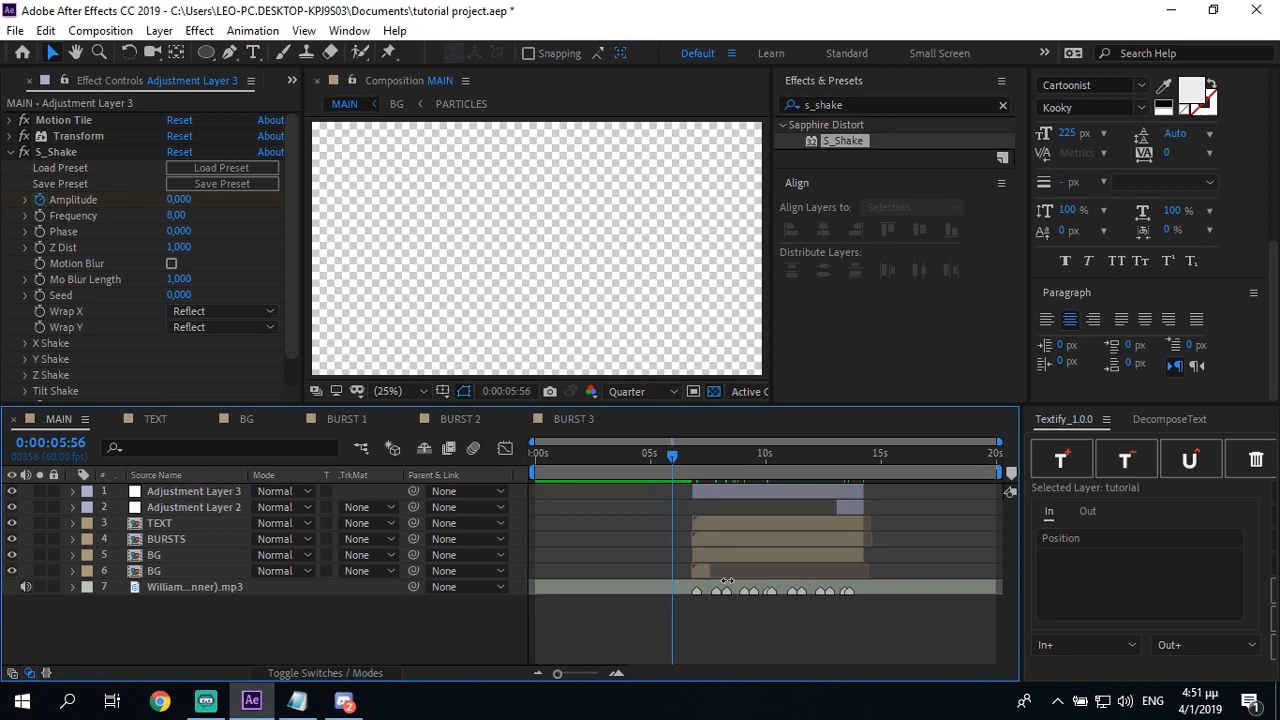 Adobe After Effects CC 2019 - C:\Users\LEO-PC.DESKTOP-KPJ9S03\Documents\tutorial project.aep *
File Edit Composition Layer Effect Animation View Window Help
Snapping Default Learn Standard Small Screen Search Help
Effect Controls Adjustment Layer 3
MAIN - Adjustment Layer 3
Motion Tile Reset About
Transform Reset About
S_Shake Reset About
Load Preset Load Preset
Save Preset Save Preset
Amplitude 0,000
Frequency 8,00
Phase 0,000
Z Dist 1,000
Motion Blur
Mo Blur Length 1,000
Seed 0,000
Wrap X Reflect
Wrap Y Reflect
X Shake
Y Shake
Z Shake
Tilt Shake
Composition MAIN
MAIN BG PARTICLES
(25%) 0:00:05:56 Quarter Active C
Effects & Presets
s_shake
Sapphire Distort
S_Shake
Align
Align Layers to: Selection
Distribute Layers:
Cartoonist
Kooky
225 px Auto
Metrics 0
- px
100 % 100 %
0 px 0 %
Paragraph
0 px 0 px 0 px
0 px 0 px
MAIN TEXT BG BURST 1 BURST 2 BURST 3
0:00:05:56
00356 (60.00 fps)
:00s 05s 10s 15s 20s
# Source Name Mode T .TrkMat Parent & Link
1 Adjustment Layer 3 Normal None
2 Adjustment Layer 2 Normal None None
3 TEXT Normal None None
4 BURSTS Normal None None
5 BG Normal None None
6 BG Normal None None
7 William...nner).mp3 None
Toggle Switches / Modes
Textify_1.0.0 DecomposeText
Selected Layer: tutorial
In Out
Position
In+ Out+
ENG
4:51 μμ
4/1/2019